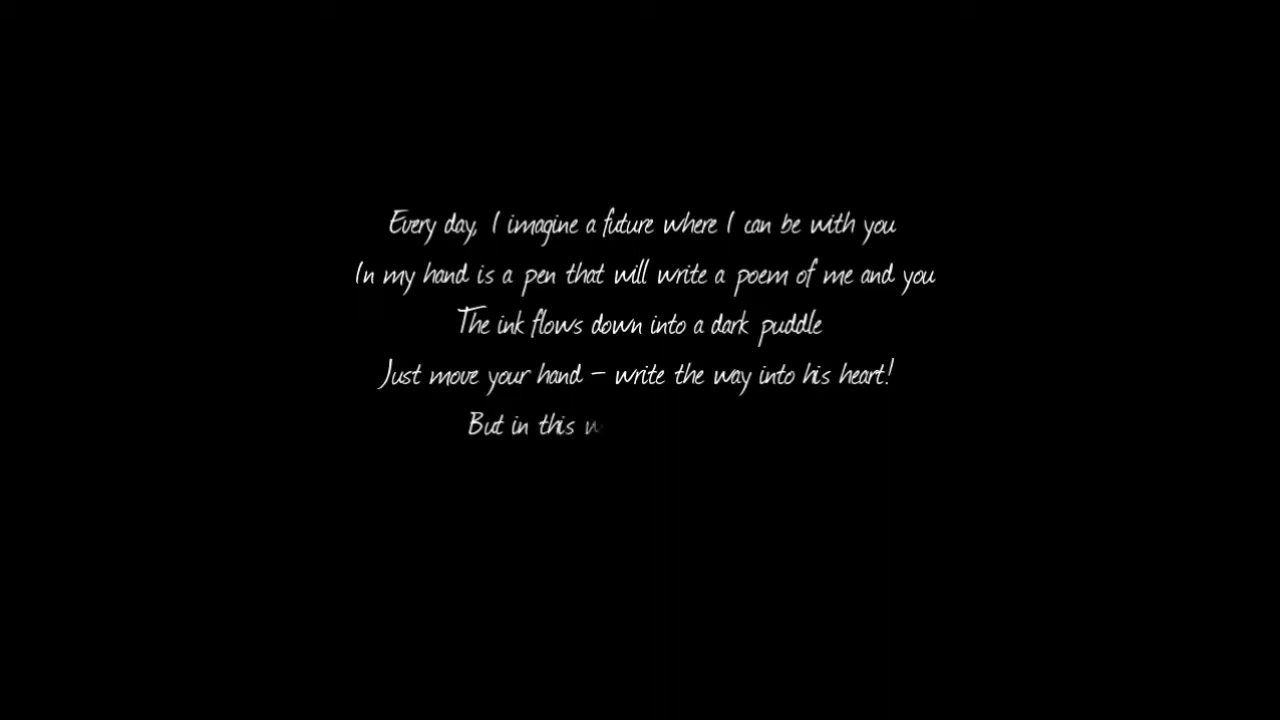 Every day, I imagine a future where I can be with you
In my hand is a pen that will write a poem of me and you
The ink flows down into a dark puddle
Just move your hand – write the way into his heart!
But in this